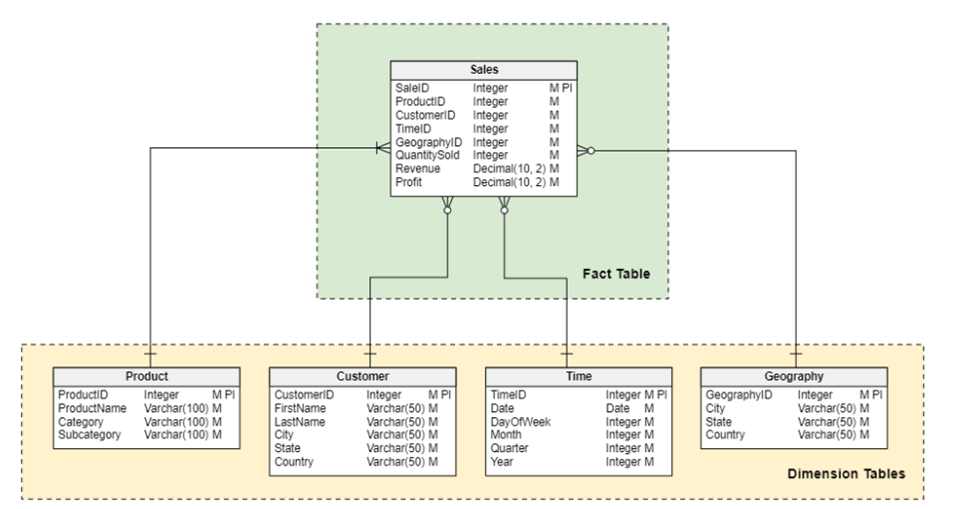 Sales
SaleID Integer M PI
ProductID Integer M
CustomerID Integer M
TimeID Integer M
GeographyID Integer M
QuantitySold Integer M
Revenue Decimal(10, 2) M
Profit Decimal(10, 2) M
Fact Table
Product
ProductID Integer M PI
ProductName Varchar(100) M
Category Varchar(100) M
Subcategory Varchar(100) M
Customer
CustomerID Integer M PI
FirstName Varchar(50) M
LastName Varchar(50) M
City Varchar(50) M
State Varchar(50) M
Country Varchar(50) M
Time
TimeID Integer M PI
Date Date M
DayOfWeek Integer M
Month Integer M
Quarter Integer M
Year Integer M
Geography
GeographyID Integer M PI
City Varchar(50) M
State Varchar(50) M
Country Varchar(50) M
Dimension Tables